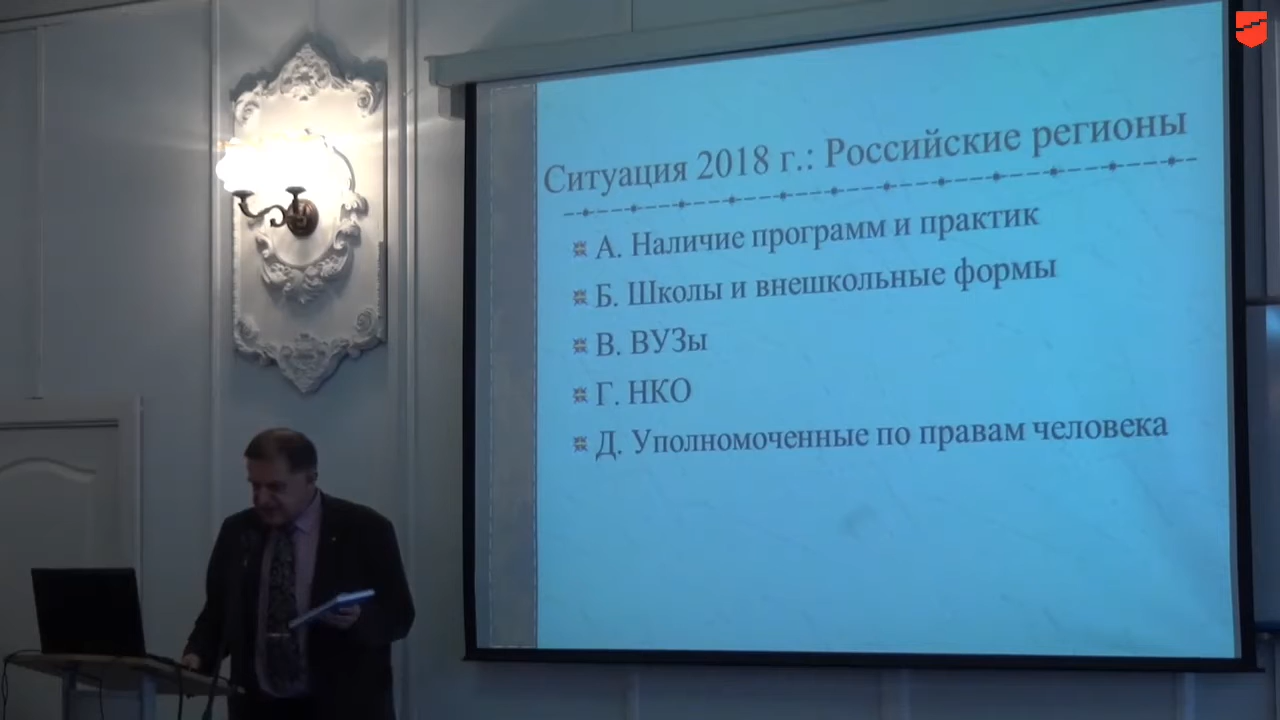 Ситуация 2018 г.: Российские регионы
А. Наличие программ и практик
Б. Школы и внешкольные формы
В. ВУЗы
Г. НКО
Д. Уполномоченные по правам человека